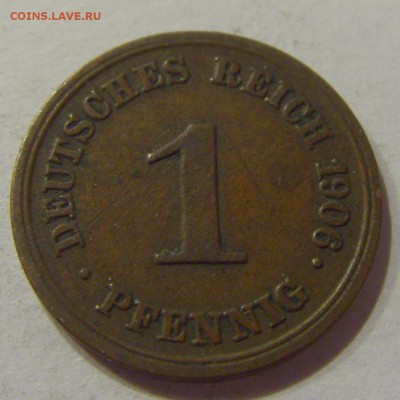 COINS.LAVE.RU
· DEUTSCHES REICH 1906 ·
1
PFENNIG